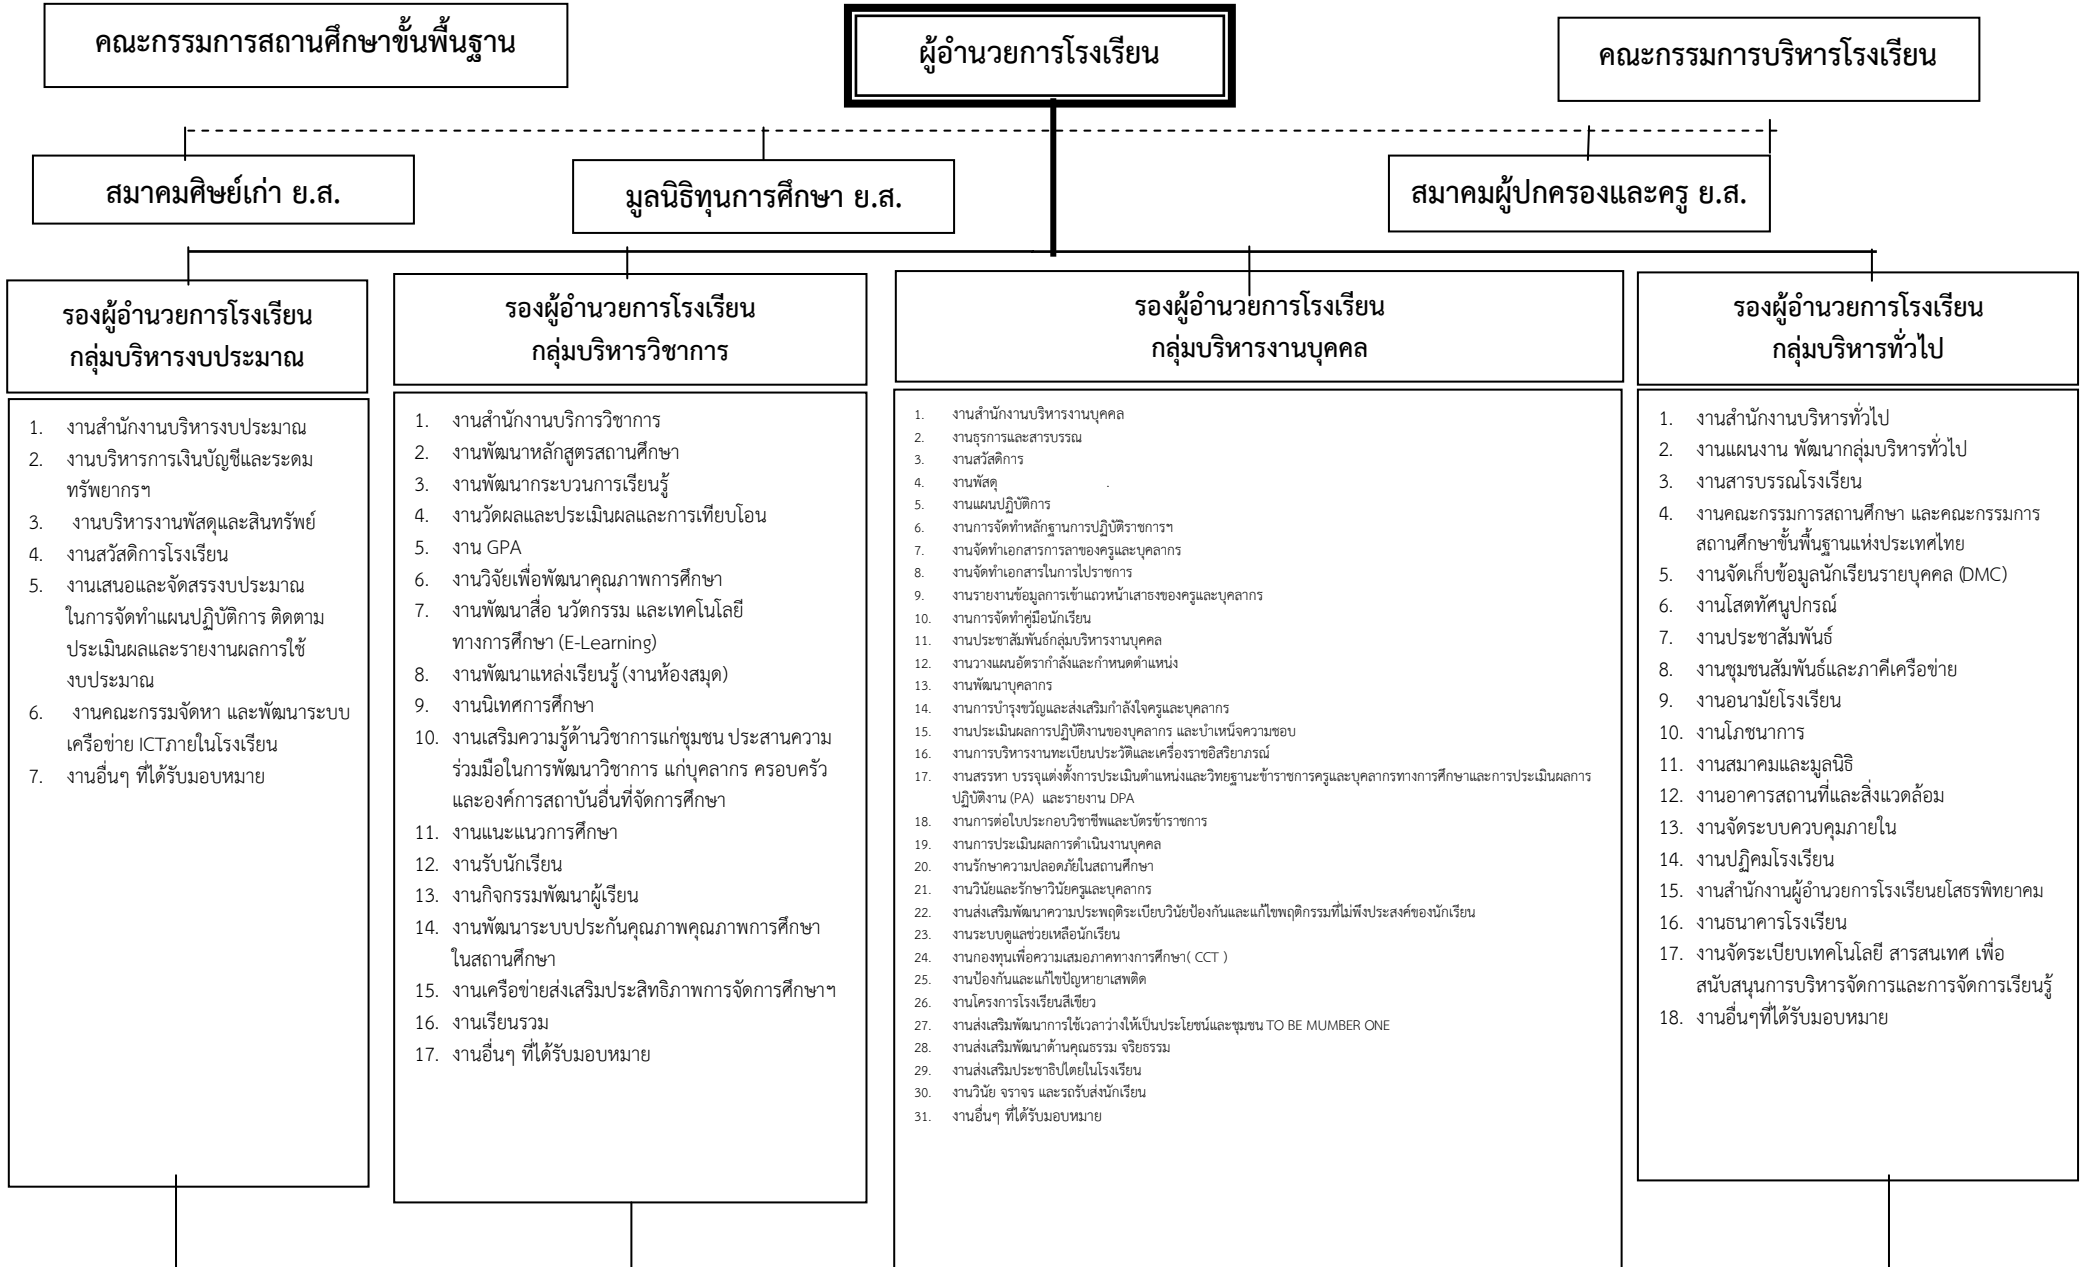 คณะกรรมการสถานศึกษาขั้นพื้นฐาน
ผู้อำนวยการโรงเรียน
คณะกรรมการบริหารโรงเรียน
สมาคมศิษย์เก่า ย.ส.
มูลนิธิทุนการศึกษา ย.ส.
สมาคมผู้ปกครองและครู ย.ส.
รองผู้อำนวยการโรงเรียน
กลุ่มบริหารงบประมาณ
1. งานสำนักงานบริหารงบประมาณ
2. งานบริหารการเงินบัญชีและระดม
ทรัพยากรฯ
3. งานบริหารงานพัสดุและสินทรัพย์
4. งานสวัสดิการโรงเรียน
5. งานเสนอและจัดสรรงบประมาณ
ในการจัดทำแผนปฏิบัติการ ติดตาม
ประเมินผลและรายงานผลการใช้
งบประมาณ
6. งานคณะกรรมจัดหา และพัฒนาระบบ
เครือข่าย ICTภายในโรงเรียน
7. งานอื่นๆ ที่ได้รับมอบหมาย
รองผู้อำนวยการโรงเรียน
กลุ่มบริหารวิชาการ
1. งานสำนักงานบริการวิชาการ
2. งานพัฒนาหลักสูตรสถานศึกษา
3. งานพัฒนากระบวนการเรียนรู้
4. งานวัดผลและประเมินผลและการเทียบโอน
5. งาน GPA
6. งานวิจัยเพื่อพัฒนาคุณภาพการศึกษา
7. งานพัฒนาสื่อ นวัตกรรม และเทคโนโลยี
ทางการศึกษา (E-Learning)
8. งานพัฒนาแหล่งเรียนรู้ (งานห้องสมุด)
9. งานนิเทศการศึกษา
10. งานเสริมความรู้ด้านวิชาการแก่ชุมชน ประสานความ
ร่วมมือในการพัฒนาวิชาการ แก่บุคลากร ครอบครัว
และองค์การสถาบันอื่นที่จัดการศึกษา
11. งานแนะแนวการศึกษา
12. งานรับนักเรียน
13. งานกิจกรรมพัฒนาผู้เรียน
14. งานพัฒนาระบบประกันคุณภาพคุณภาพการศึกษา
ในสถานศึกษา
15. งานเครือข่ายส่งเสริมประสิทธิภาพการจัดการศึกษาฯ
16. งานเรียนรวม
17. งานอื่นๆ ที่ได้รับมอบหมาย
รองผู้อำนวยการโรงเรียน
กลุ่มบริหารงานบุคคล
1. งานสำนักงานบริหารงานบุคคล
2. งานธุรการและสารบรรณ
3. งานสวัสดิการ
4. งานพัสดุ .
5. งานแผนปฏิบัติการ
6. งานการจัดทำหลักฐานการปฏิบัติราชการฯ
7. งานจัดทำเอกสารการลาของครูและบุคลากร
8. งานจัดทำเอกสารในการไปราชการ
9. งานรายงานข้อมูลการเข้าแถวหน้าเสาธงของครูและบุคลากร
10. งานการจัดทำคู่มือนักเรียน
11. งานประชาสัมพันธ์กลุ่มบริหารงานบุคคล
12. งานวางแผนอัตรากำลังและกำหนดตำแหน่ง
13. งานพัฒนาบุคลากร
14. งานการบำรุงขวัญและส่งเสริมกำลังใจครูและบุคลากร
15. งานประเมินผลการปฏิบัติงานของบุคลากร และบำเหน็จความชอบ
16. งานการบริหารงานทะเบียนประวัติและเครื่องราชอิสริยาภรณ์
17. งานสรรหา บรรจุแต่งตั้งการประเมินตำแหน่งและวิทยฐานะข้าราชการครูและบุคลากรทางการศึกษาและการประเมินผลการ
ปฏิบัติงาน (PA) และรายงาน DPA
18. งานการต่อใบประกอบวิชาชีพและบัตรข้าราชการ
19. งานการประเมินผลการดำเนินงานบุคคล
20. งานรักษาความปลอดภัยในสถานศึกษา
21. งานวินัยและรักษาวินัยครูและบุคลากร
22. งานส่งเสริมพัฒนาความประพฤติระเบียบวินัยป้องกันและแก้ไขพฤติกรรมที่ไม่พึงประสงค์ของนักเรียน
23. งานระบบดูแลช่วยเหลือนักเรียน
24. งานกองทุนเพื่อความเสมอภาคทางการศึกษา( CCT )
25. งานป้องกันและแก้ไขปัญหายาเสพติด
26. งานโครงการโรงเรียนสีเขียว
27. งานส่งเสริมพัฒนาการใช้เวลาว่างให้เป็นประโยชน์และชุมชน TO BE MUMBER ONE
28. งานส่งเสริมพัฒนาด้านคุณธรรม จริยธรรม
29. งานส่งเสริมประชาธิปไตยในโรงเรียน
30. งานวินัย จราจร และรถรับส่งนักเรียน
31. งานอื่นๆ ที่ได้รับมอบหมาย
รองผู้อำนวยการโรงเรียน
กลุ่มบริหารทั่วไป
1. งานสำนักงานบริหารทั่วไป
2. งานแผนงาน พัฒนากลุ่มบริหารทั่วไป
3. งานสารบรรณโรงเรียน
4. งานคณะกรรมการสถานศึกษา และคณะกรรมการ
สถานศึกษาขั้นพื้นฐานแห่งประเทศไทย
5. งานจัดเก็บข้อมูลนักเรียนรายบุคคล (DMC)
6. งานโสตทัศนูปกรณ์
7. งานประชาสัมพันธ์
8. งานชุมชนสัมพันธ์และภาคีเครือข่าย
9. งานอนามัยโรงเรียน
10. งานโภชนาการ
11. งานสมาคมและมูลนิธิ
12. งานอาคารสถานที่และสิ่งแวดล้อม
13. งานจัดระบบควบคุมภายใน
14. งานปฏิคมโรงเรียน
15. งานสำนักงานผู้อำนวยการโรงเรียนยโสธรพิทยาคม
16. งานธนาคารโรงเรียน
17. งานจัดระเบียบเทคโนโลยี สารสนเทศ เพื่อ
สนับสนุนการบริหารจัดการและการจัดการเรียนรู้
18. งานอื่นๆที่ได้รับมอบหมาย